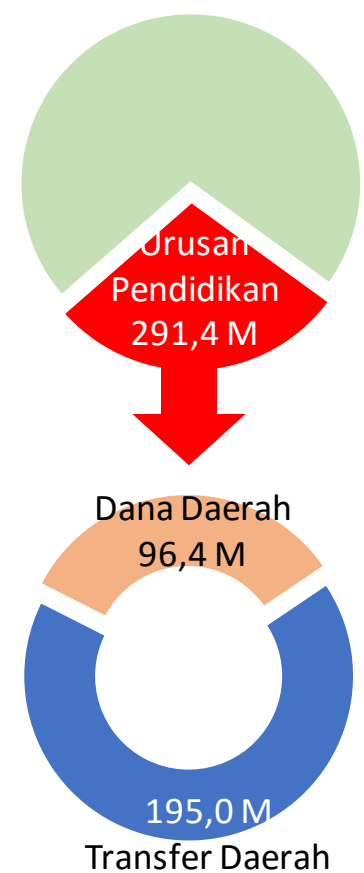 Urusan
Pendidikan
291,4 M
Dana Daerah
96,4 M
195,0 M
Transfer Daerah